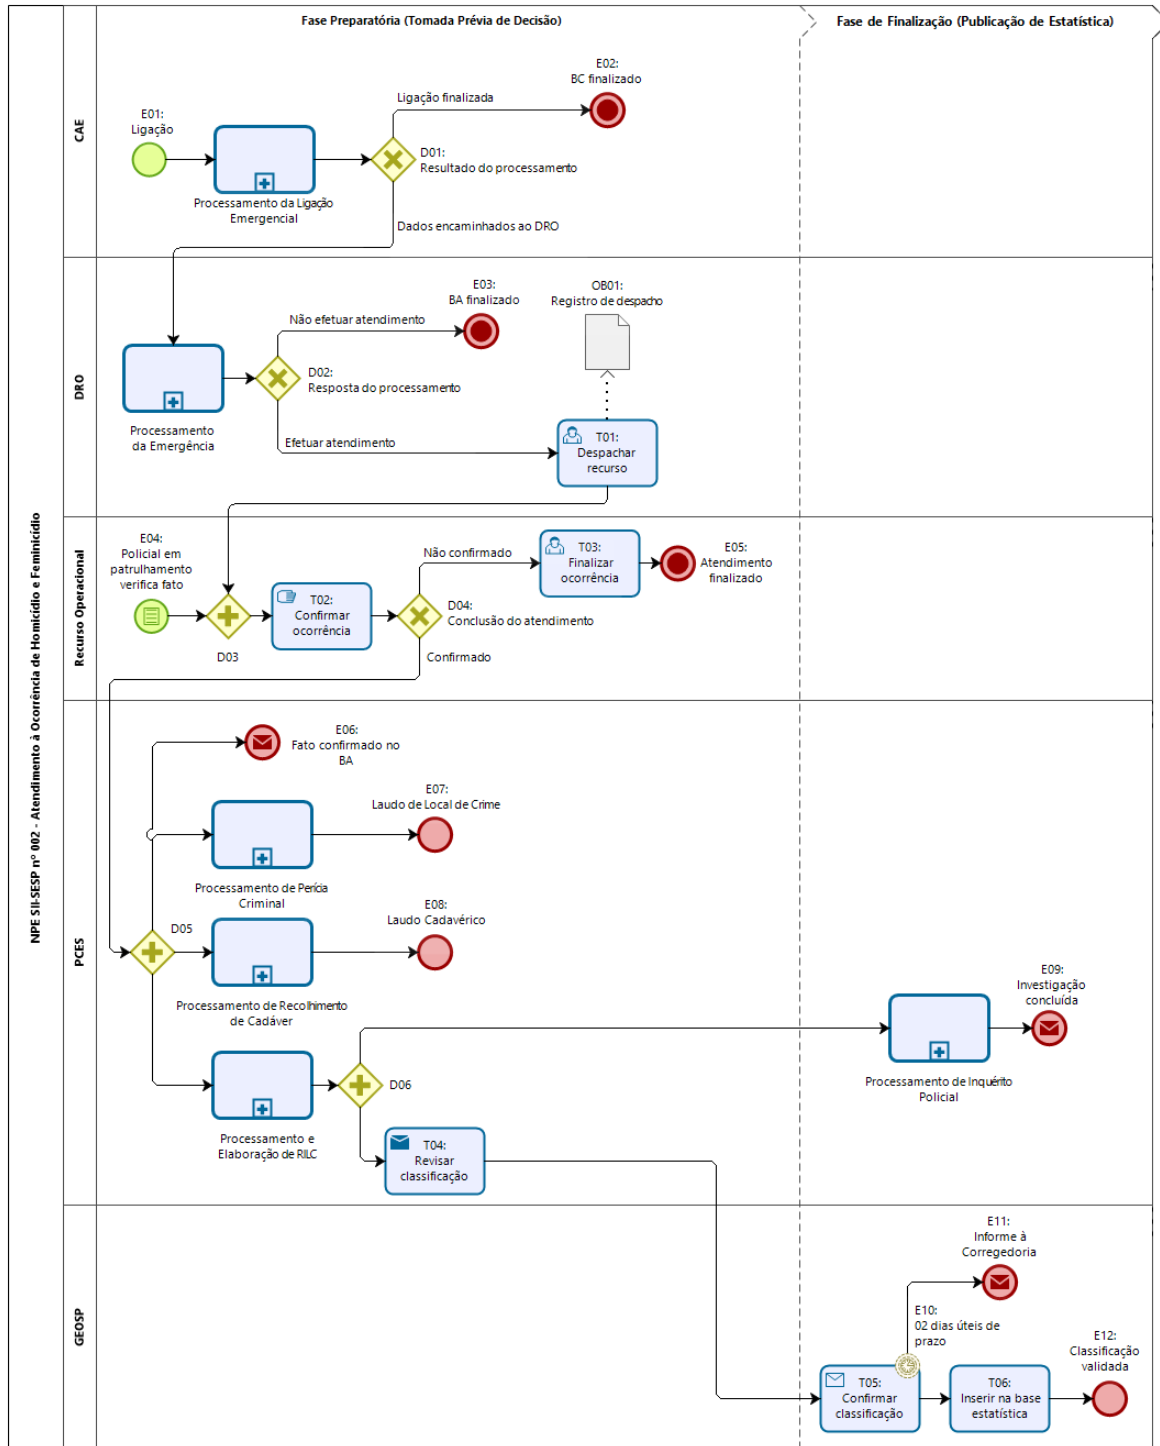 Fase Preparatória (Tomada Prévia de Decisão)
Fase de Finalização (Publicação de Estatística)
NPE SII-SESP nº 002 - Atendimento à Ocorrência de Homicídio e Feminicídio
CAE
E01:
Ligação
Processamento da Ligação
Emergencial
Ligação finalizada
E02:
BC finalizado
D01:
Resultado do processamento
Dados encaminhados ao DRO
DRO
Processamento
da Emergência
Não efetuar atendimento
E03:
BA finalizado
D02:
Resposta do processamento
Efetuar atendimento
OB01:
Registro de despacho
T01:
Despachar
recurso
Recurso Operacional
E04:
Policial em
patrulhamento
verifica fato
D03
T02:
Confirmar
ocorrência
Não confirmado
D04:
Conclusão do atendimento
Confirmado
T03:
Finalizar
ocorrência
E05:
Atendimento
finalizado
PCES
E06:
Fato confirmado no
BA
E07:
Laudo de Local de Crime
Processamento de Perícia
Criminal
D05
E08:
Laudo Cadavérico
Processamento de Recolhimento
de Cadáver
Processamento e
Elaboração de RILC
D06
T04:
Revisar
classificação
Processamento de Inquérito
Policial
E09:
Investigação
concluída
GEOSP
E11:
Informe à
Corregedoria
E10:
02 dias úteis de
prazo
T05:
Confirmar
classificação
T06:
Inserir na base
estatística
E12:
Classificação
validada